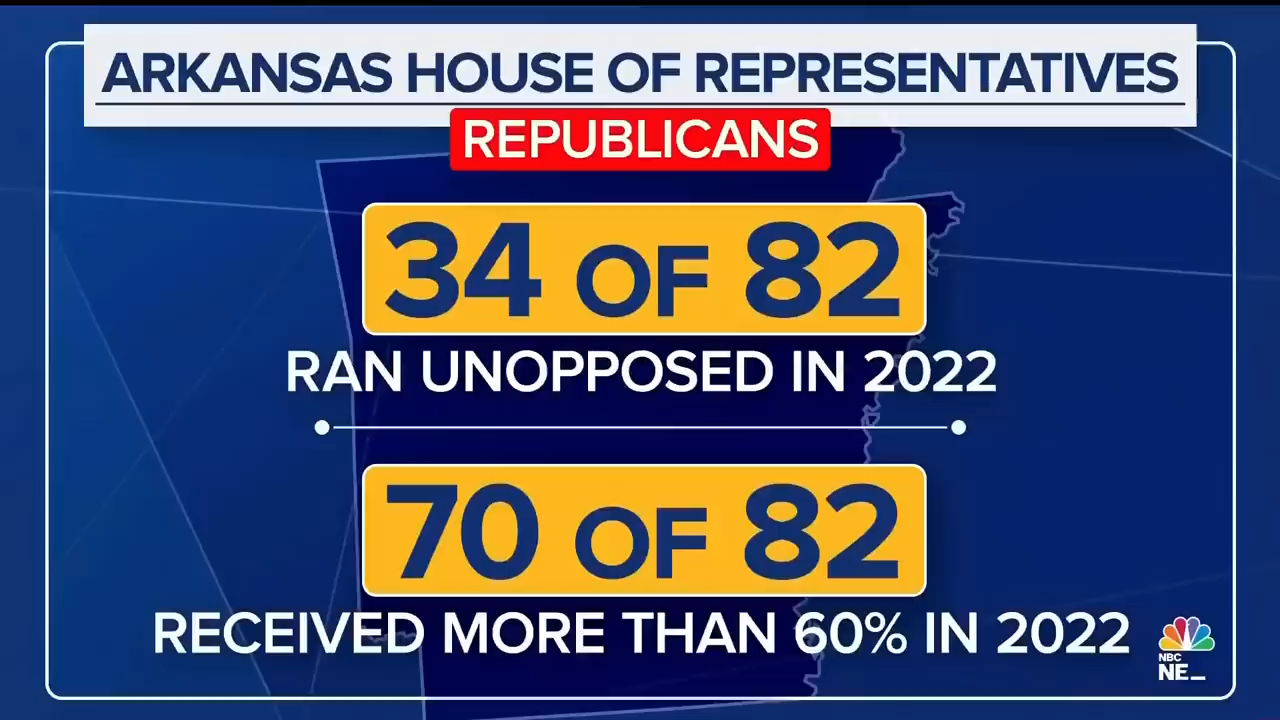 ARKANSAS HOUSE OF REPRESENTATIVES
REPUBLICANS
34 OF 82
RAN UNOPPOSED IN 2022
70 OF 82
RECEIVED MORE THAN 60% IN 2022
NBC
NE_